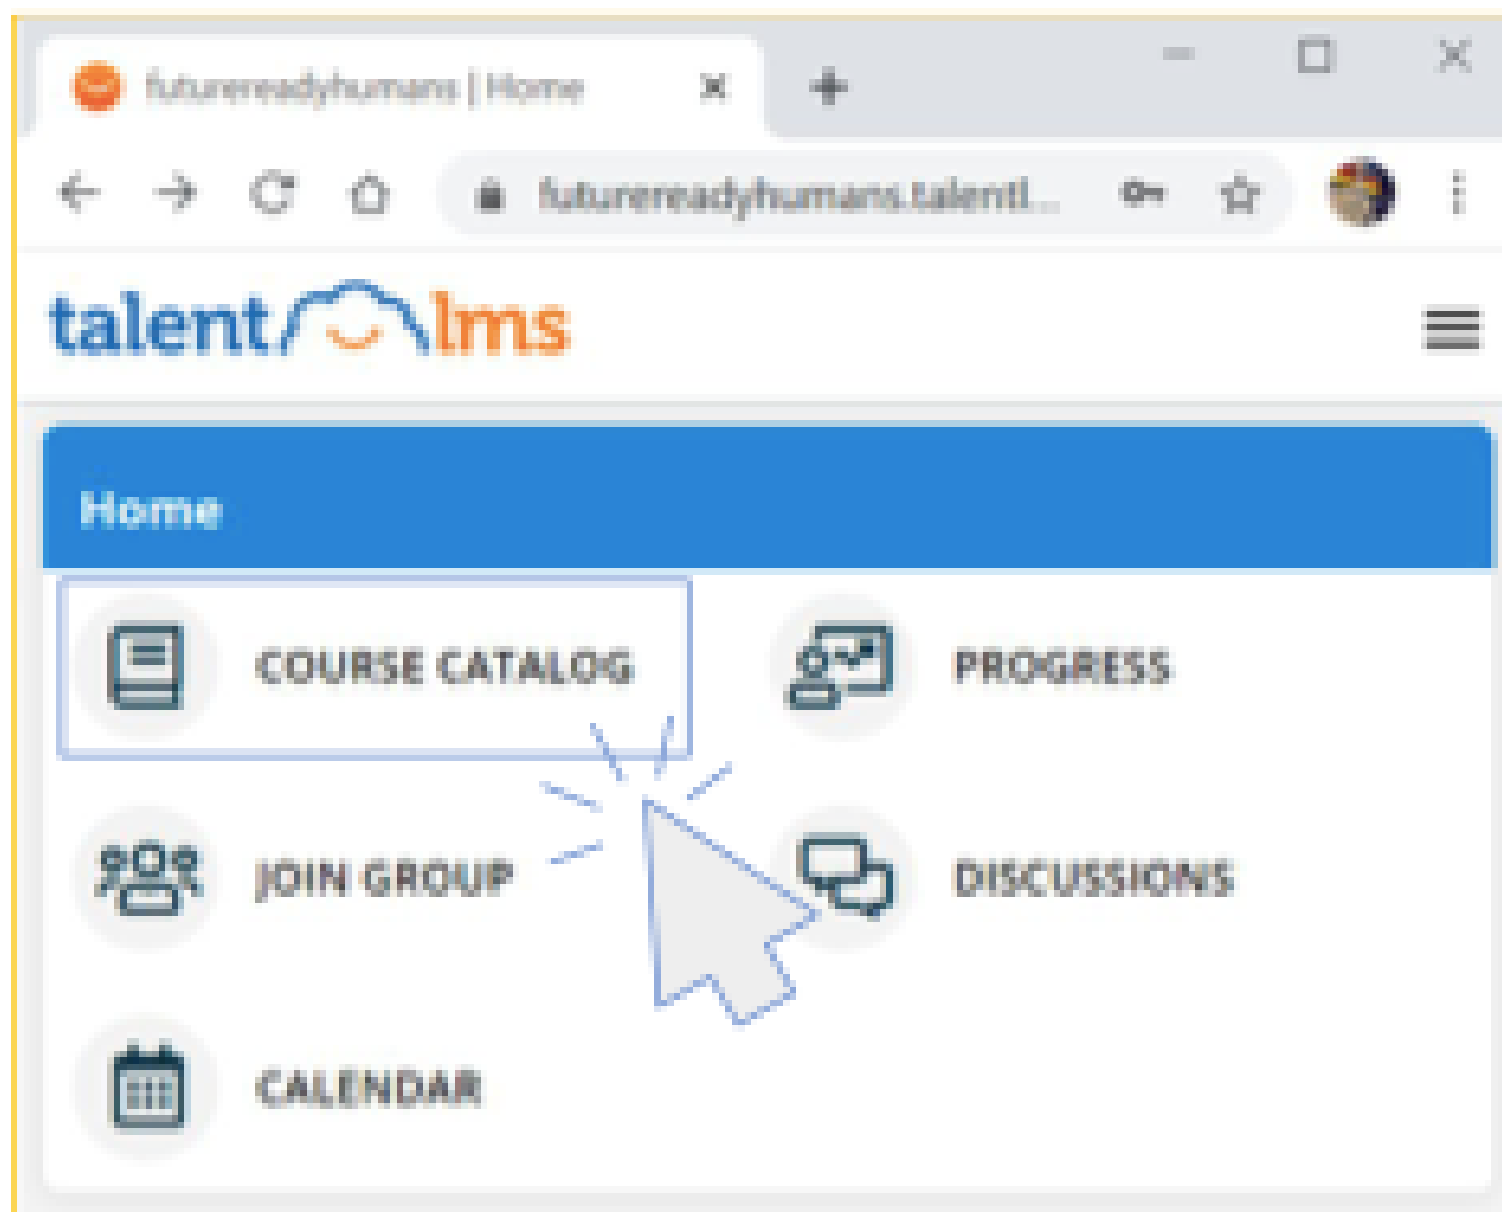 futurereadyhumans | Home
futurereadyhumans.talentl...
talent lms
Home
COURSE CATALOG
PROGRESS
JOIN GROUP
DISCUSSIONS
CALENDAR